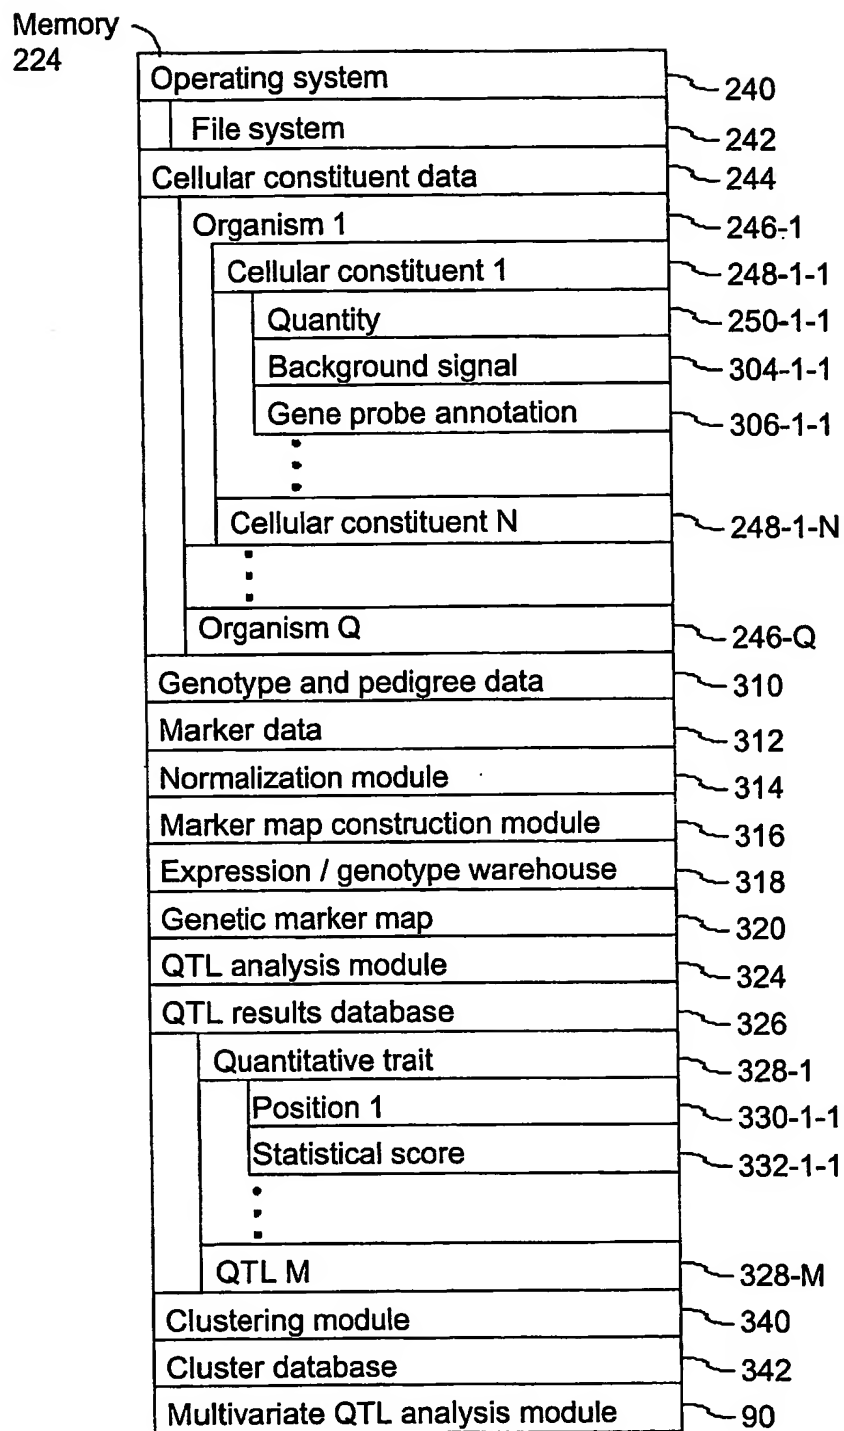 Memory
224
Operating system 240
File system 242
Cellular constituent data 244
Organism 1 246-1
Cellular constituent 1 248-1-1
Quantity 250-1-1
Background signal 304-1-1
Gene probe annotation 306-1-1
Cellular constituent N 248-1-N
Organism Q 246-Q
Genotype and pedigree data 310
Marker data 312
Normalization module 314
Marker map construction module 316
Expression / genotype warehouse 318
Genetic marker map 320
QTL analysis module 324
QTL results database 326
Quantitative trait 328-1
Position 1 330-1-1
Statistical score 332-1-1
QTL M 328-M
Clustering module 340
Cluster database 342
Multivariate QTL analysis module 90